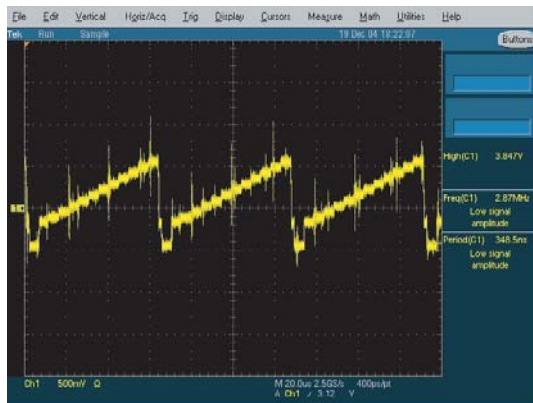 File Edit Vertical Horiz/Acq Trig Display Cursors Measure Math Utilities Help
Tek Run Sample 19 Dec 04 18:22:07
Buttons
High(C1) 3.847V
Freq(C1) 2.87MHz
Low signal
amplitude
Period(C1) 348.5ns
Low signal
amplitude
Ch1 500mV Ω M 20.0us 2.5GS/s 400ps/pt
A Ch1 / 3.12 V